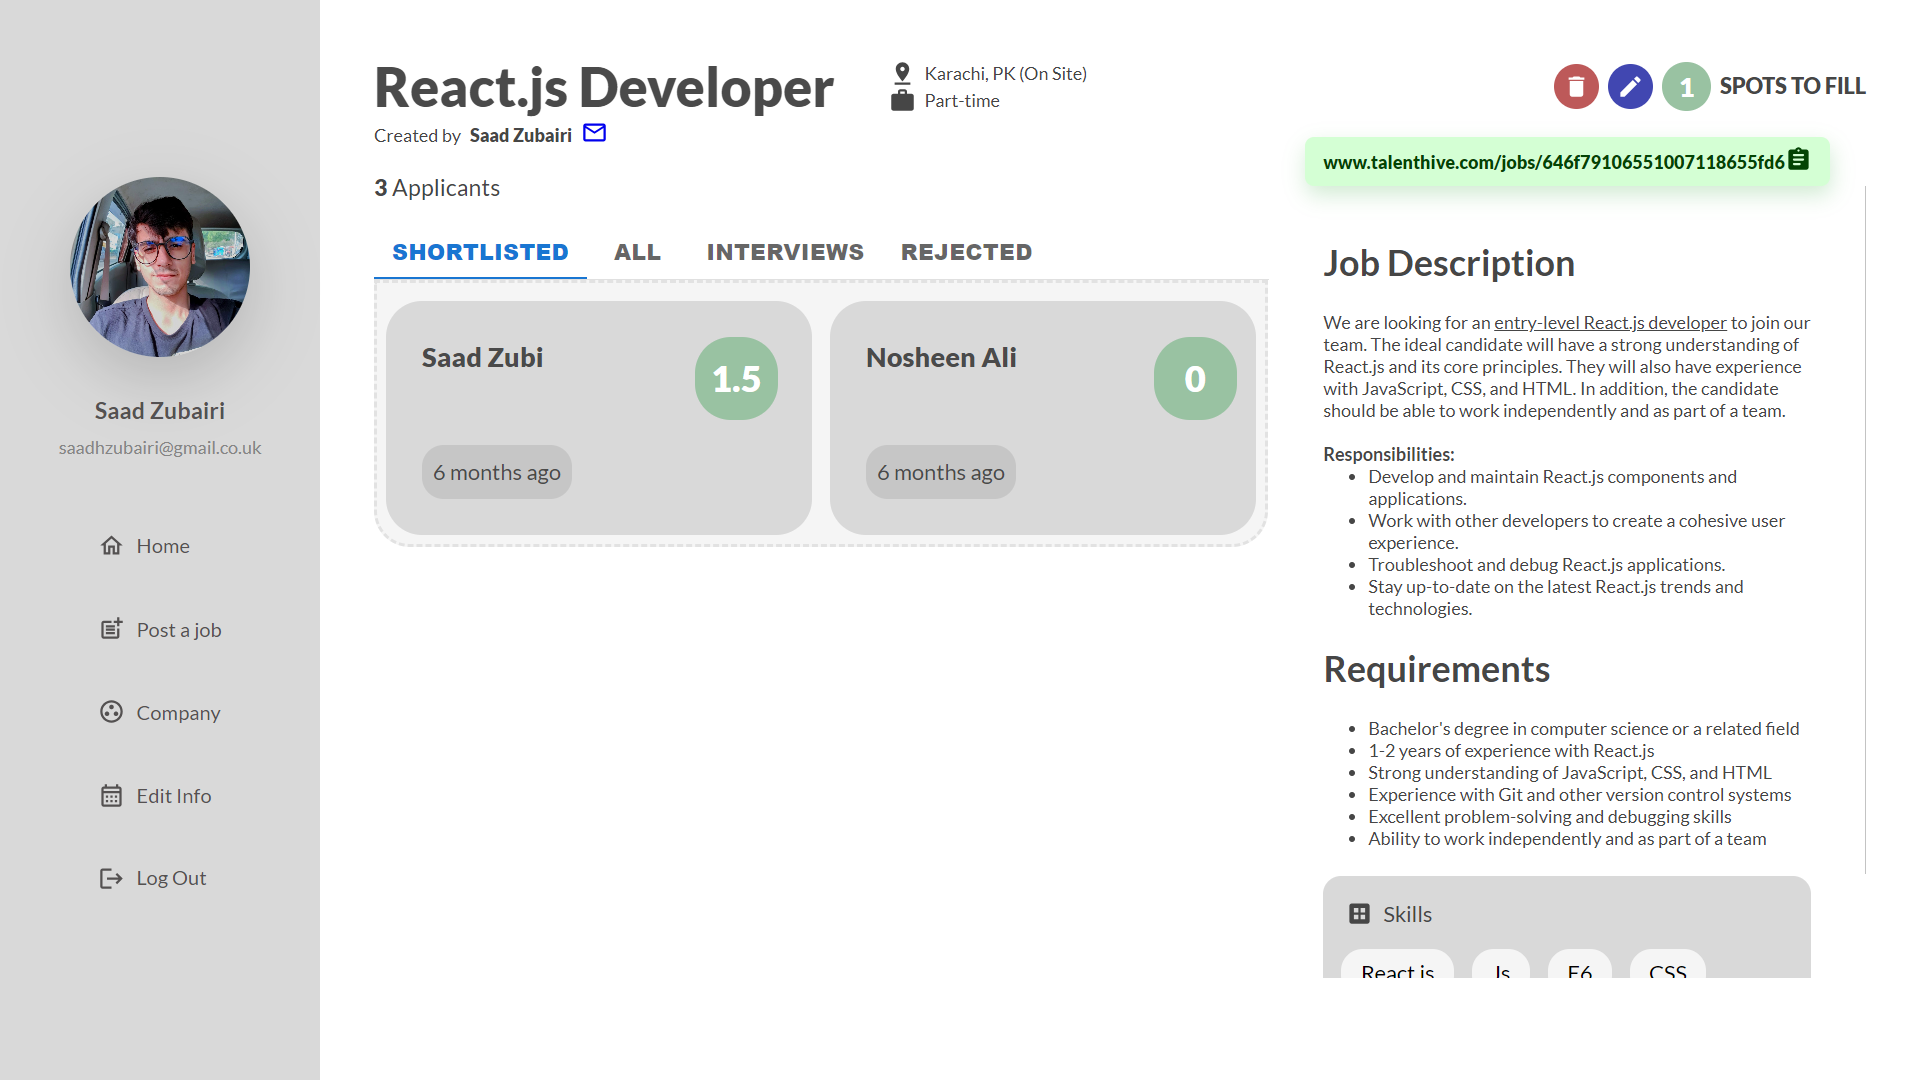 Saad Zubairi
saadhzubairi@gmail.co.uk
Home
Post a job
Company
Edit Info
Log Out
React.js Developer
Created by Saad Zubairi
Karachi, PK (On Site)
Part-time
1 SPOTS TO FILL
www.talenthive.com/jobs/646f79106551007118655fd6
3 Applicants
SHORTLISTED ALL INTERVIEWS REJECTED
Saad Zubi
1.5
6 months ago
Nosheen Ali
0
6 months ago
Job Description
We are looking for an entry-level React.js developer to join our
team. The ideal candidate will have a strong understanding of
React.js and its core principles. They will also have experience
with JavaScript, CSS, and HTML. In addition, the candidate
should be able to work independently and as part of a team.
Responsibilities:
• Develop and maintain React.js components and
applications.
• Work with other developers to create a cohesive user
experience.
• Troubleshoot and debug React.js applications.
• Stay up-to-date on the latest React.js trends and
technologies.
Requirements
• Bachelor's degree in computer science or a related field
• 1-2 years of experience with React.js
• Strong understanding of JavaScript, CSS, and HTML
• Experience with Git and other version control systems
• Excellent problem-solving and debugging skills
• Ability to work independently and as part of a team
Skills
React js Js E6 CSS